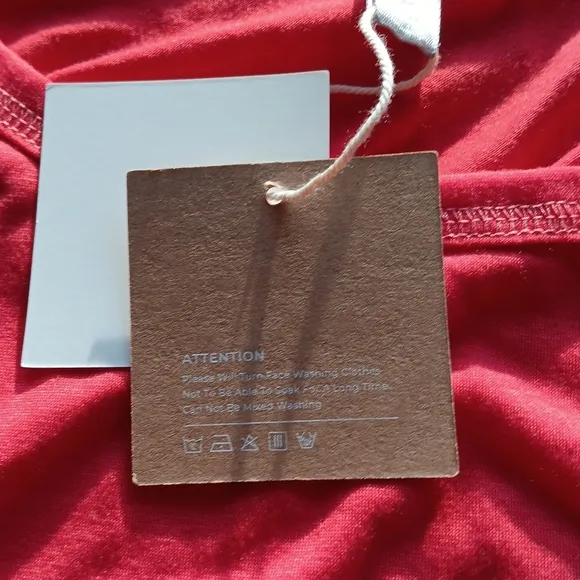 ATTENTION
Please Will Turn Face Washing Clothes
Not To Be Able To Soak For A Long Time.
Can Not Be Mixed Washing